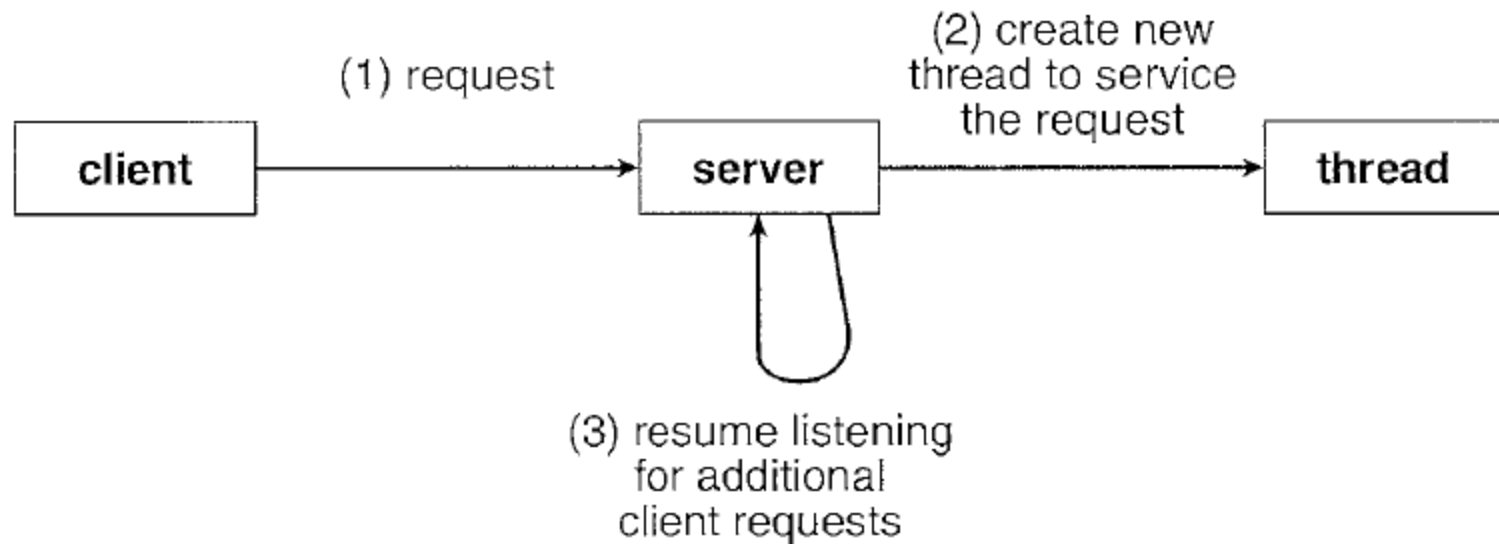 (1) request
(2) create new
thread to service
the request
client
server
thread
(3) resume listening
for additional
client requests